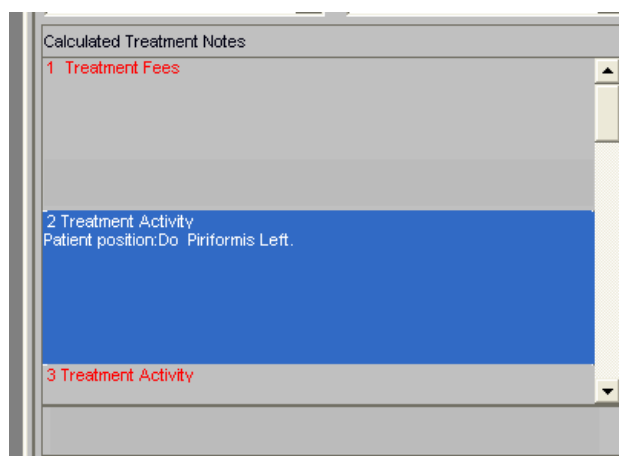 Calculated Treatment Notes
1 Treatment Fees
2 Treatment Activity
Patient position:Do Piriformis Left.
3 Treatment Activity